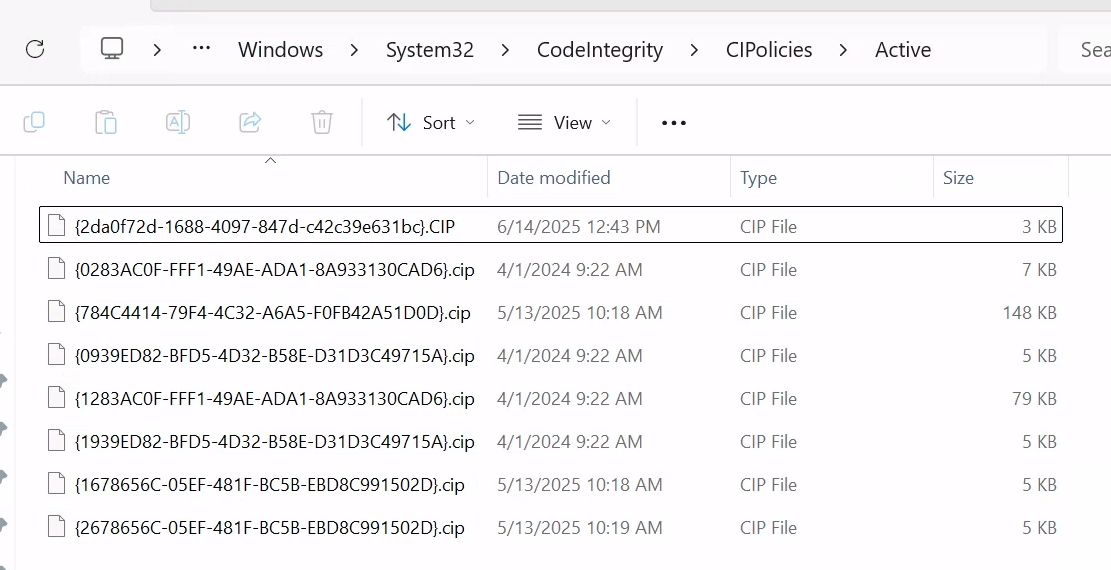 Windows > System32 > CodeIntegrity > CIPolicies > Active
Sort View
Name Date modified Type Size
{2da0f72d-1688-4097-847d-c42c39e631bc}.CIP 6/14/2025 12:43 PM CIP File 3 KB
{0283AC0F-FFF1-49AE-ADA1-8A933130CAD6}.cip 4/1/2024 9:22 AM CIP File 7 KB
{784C4414-79F4-4C32-A6A5-F0FB42A51D0D}.cip 5/13/2025 10:18 AM CIP File 148 KB
{0939ED82-BFD5-4D32-B58E-D31D3C49715A}.cip 4/1/2024 9:22 AM CIP File 5 KB
{1283AC0F-FFF1-49AE-ADA1-8A933130CAD6}.cip 4/1/2024 9:22 AM CIP File 79 KB
{1939ED82-BFD5-4D32-B58E-D31D3C49715A}.cip 4/1/2024 9:22 AM CIP File 5 KB
{1678656C-05EF-481F-BC5B-EBD8C991502D}.cip 5/13/2025 10:18 AM CIP File 5 KB
{2678656C-05EF-481F-BC5B-EBD8C991502D}.cip 5/13/2025 10:19 AM CIP File 5 KB